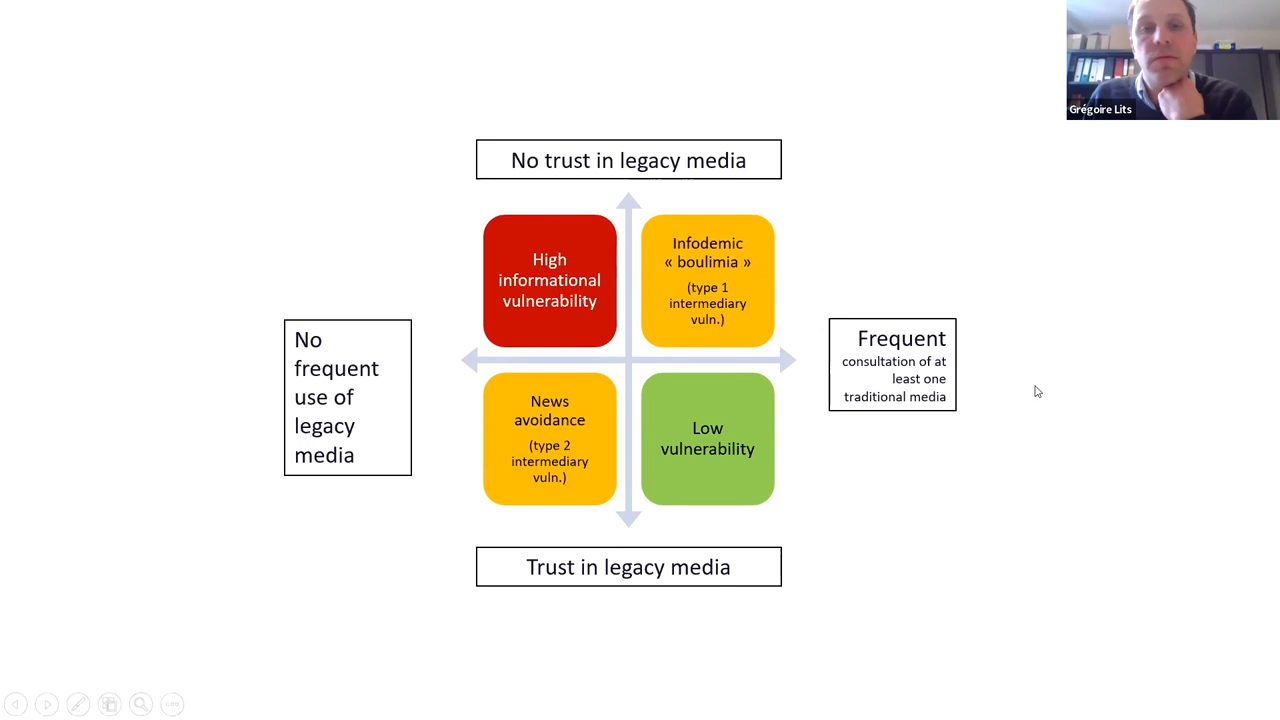 Grégoire Lits
No trust in legacy media
High
informational
vulnerability
Infodemic
« boulimia »
(type 1
intermediary
vuln.)
No
frequent
use of
legacy
media
Frequent
consultation of at
least one
traditional media
News
avoidance
(type 2
intermediary
vuln.)
Low
vulnerability
Trust in legacy media